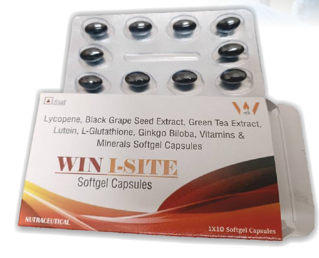 Lycopene, Black Grape Seed Extract, Green Tea Extract,
Lutein, L-Glutathione, Ginkgo Biloba, Vitamins &
Minerals Softgel Capsules
WIN I-SITE
Softgel Capsules
NUTRACEUTICAL
1X10 Softgel Capsules